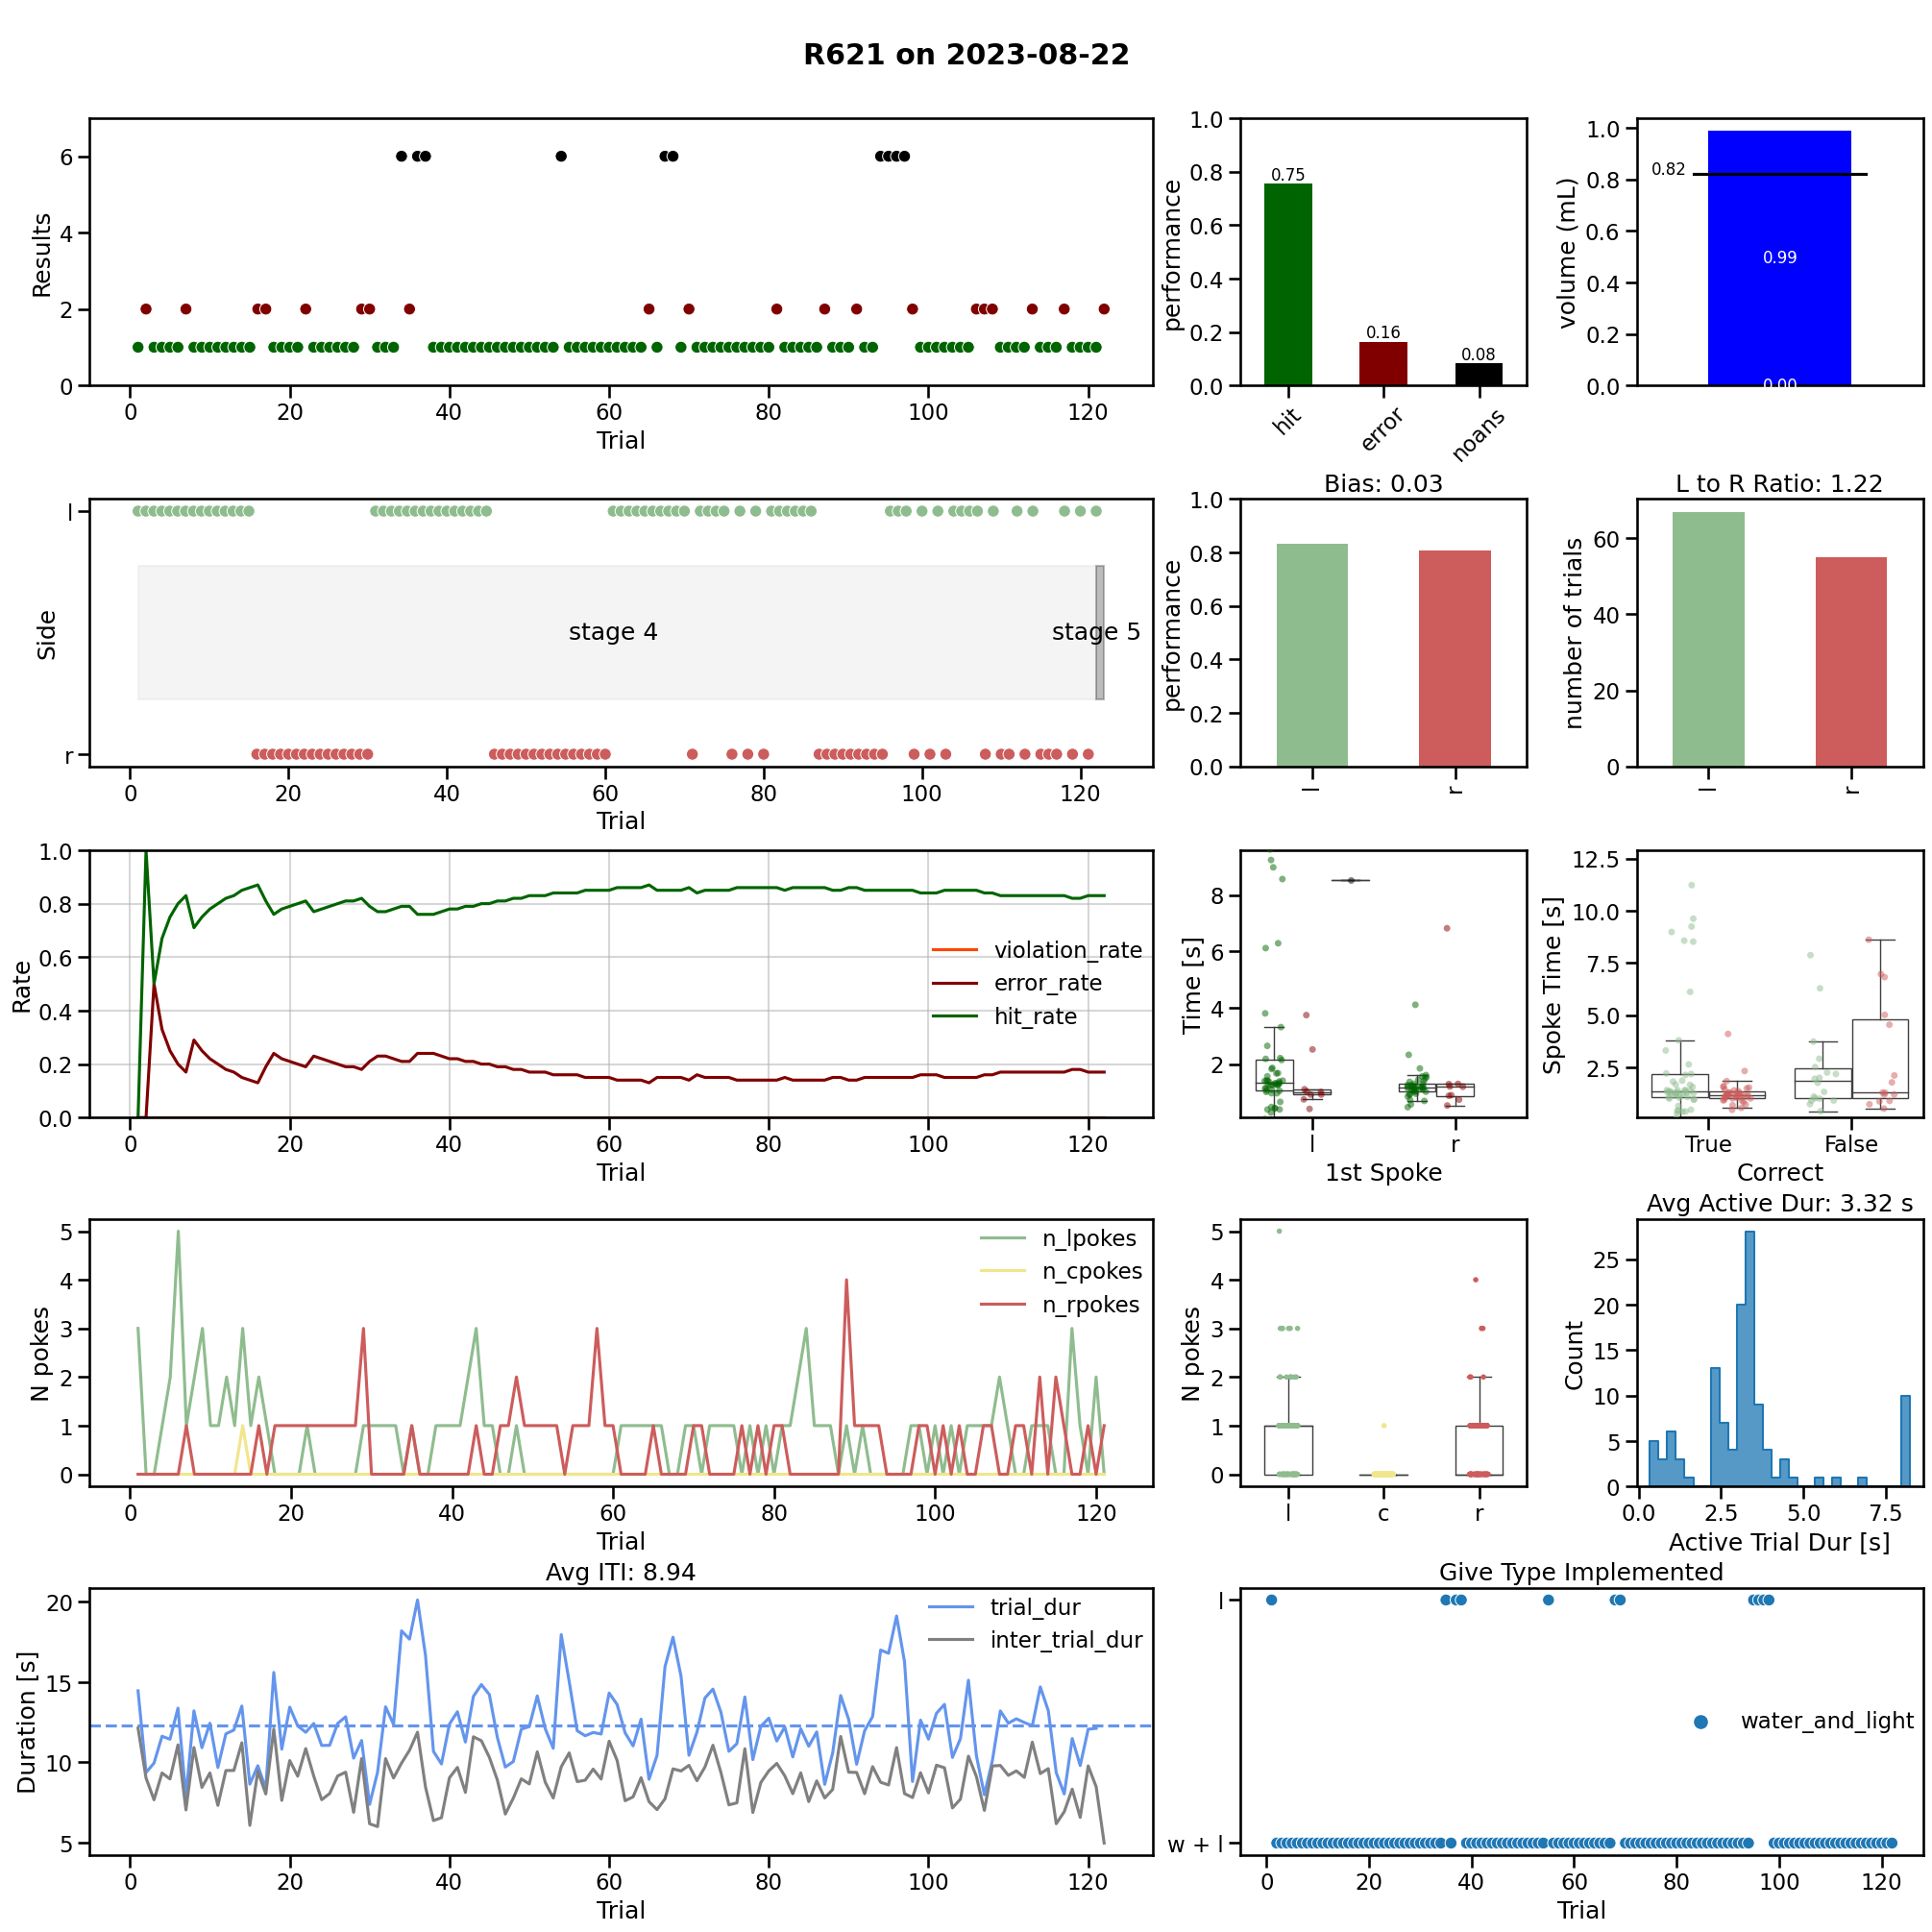 R621 on 2023-08-22
Results
6
4
2
0
0 20 40 60 80 100 120
Trial
performance
1.0
0.8
0.6
0.4
0.2
0.0
0.75
0.16
0.08
hit error noans
volume (mL)
1.0
0.8
0.6
0.4
0.2
0.0
0.82
0.99
0.00
Side
l
r
stage 4
stage 5
0 20 40 60 80 100 120
Trial
Bias: 0.03
performance
1.0
0.8
0.6
0.4
0.2
0.0
l r
L to R Ratio: 1.22
number of trials
60
40
20
0
l r
Rate
1.0
0.8
0.6
0.4
0.2
0.0
violation_rate
error_rate
hit_rate
0 20 40 60 80 100 120
Trial
Time [s]
8
6
4
2
l r
1st Spoke
Spoke Time [s]
12.5
10.0
7.5
5.0
2.5
True False
Correct
N pokes
5
4
3
2
1
0
n_lpokes
n_cpokes
n_rpokes
0 20 40 60 80 100 120
Trial
N pokes
5
4
3
2
1
0
l c r
Avg Active Dur: 3.32 s
Count
25
20
15
10
5
0
0.0 2.5 5.0 7.5
Active Trial Dur [s]
Avg ITI: 8.94
Duration [s]
20
15
10
5
trial_dur
inter_trial_dur
0 20 40 60 80 100 120
Trial
Give Type Implemented
l
w + l
water_and_light
0 20 40 60 80 100 120
Trial